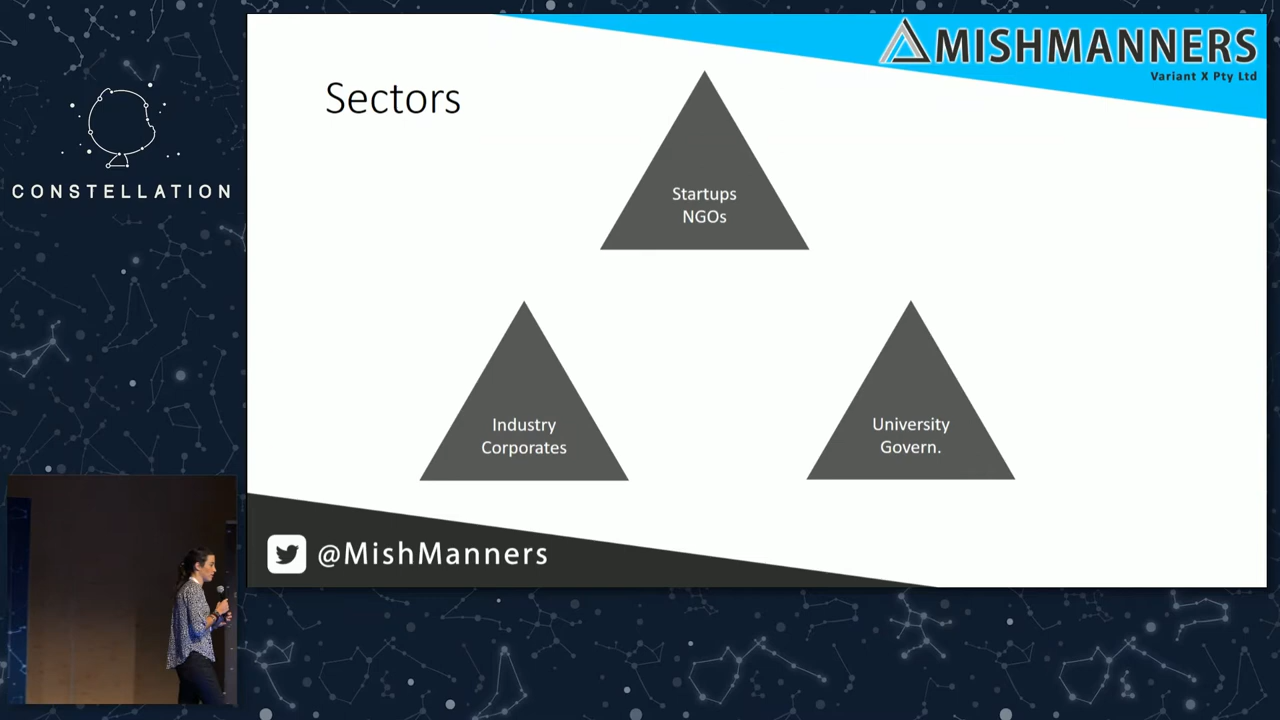 CONSTELLATION
MISHMANNERS
Variant X Pty Ltd
Sectors
Startups
NGOs
Industry
Corporates
University
Govern.
@MishManners